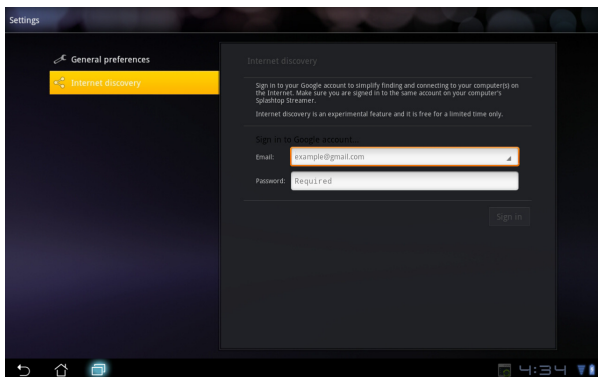 Settings
General preferences
Internet discovery
Internet discovery
Sign in to your Google account to simplify finding and connecting to your computer(s) on
the Internet. Make sure you are signed in to the same account on your computer's
Splashtop Streamer.
Internet discovery is an experimental feature and it is free for a limited time only.
Sign in to Google account...
Email:
example@gmail.com
Password:
Required
Sign in
4:34